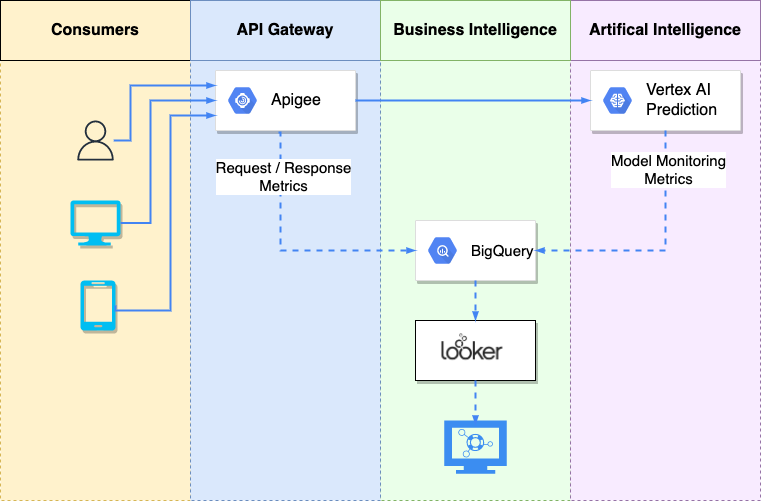 Consumers
API Gateway
Business Intelligence
Artifical Intelligence
Apigee
Vertex AI
Prediction
Request / Response
Metrics
Model Monitoring
Metrics
BigQuery
looker